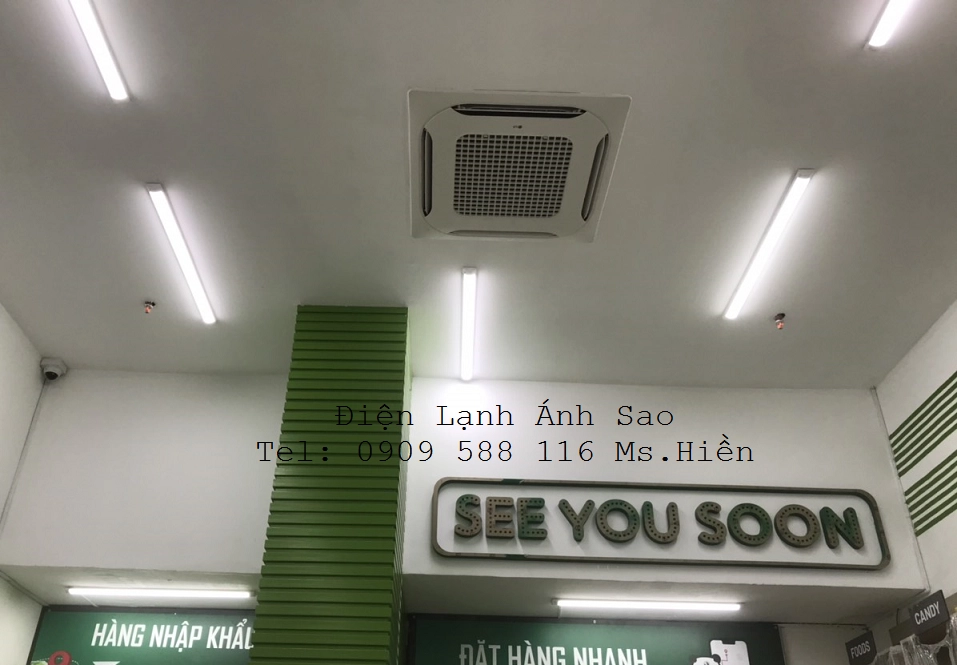 Điện Lạnh Ánh Sao
Tel: 0909 588 116 Ms.Hiền
SEE YOU SOON
HÀNG NHẬP KHẨU
ĐẶT HÀNG NHANH
FOODS
CANDY